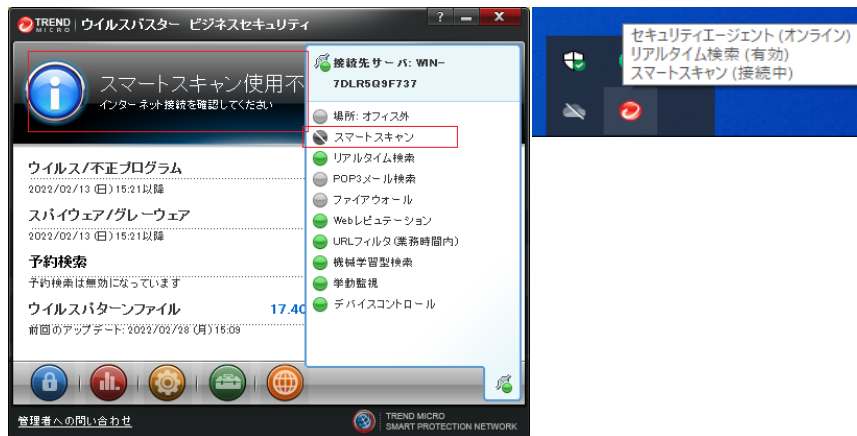 TREND MICRO ウイルスバスター ビジネスセキュリティ
スマートスキャン使用不
インターネット接続を確認してください
接続先サーバ: WIN-
7DLR5Q9F737
場所: オフィス外
スマートスキャン
リアルタイム検索
POP3メール検索
ファイアウォール
Webレピュテーション
URLフィルタ(業務時間内)
機械学習型検索
挙動監視
デバイスコントロール
ウイルス/不正プログラム
2022/02/13 (日) 15:21以降
スパイウェア/グレーウェア
2022/02/13 (日) 15:21以降
予約検索
予約検索は無効になっています
ウイルスパターンファイル 17.40
前回のアップデート: 2022/02/28 (月) 15:09
管理者への問い合わせ
TREND MICRO
SMART PROTECTION NETWORK
セキュリティエージェント (オンライン)
リアルタイム検索 (有効)
スマートスキャン (接続中)